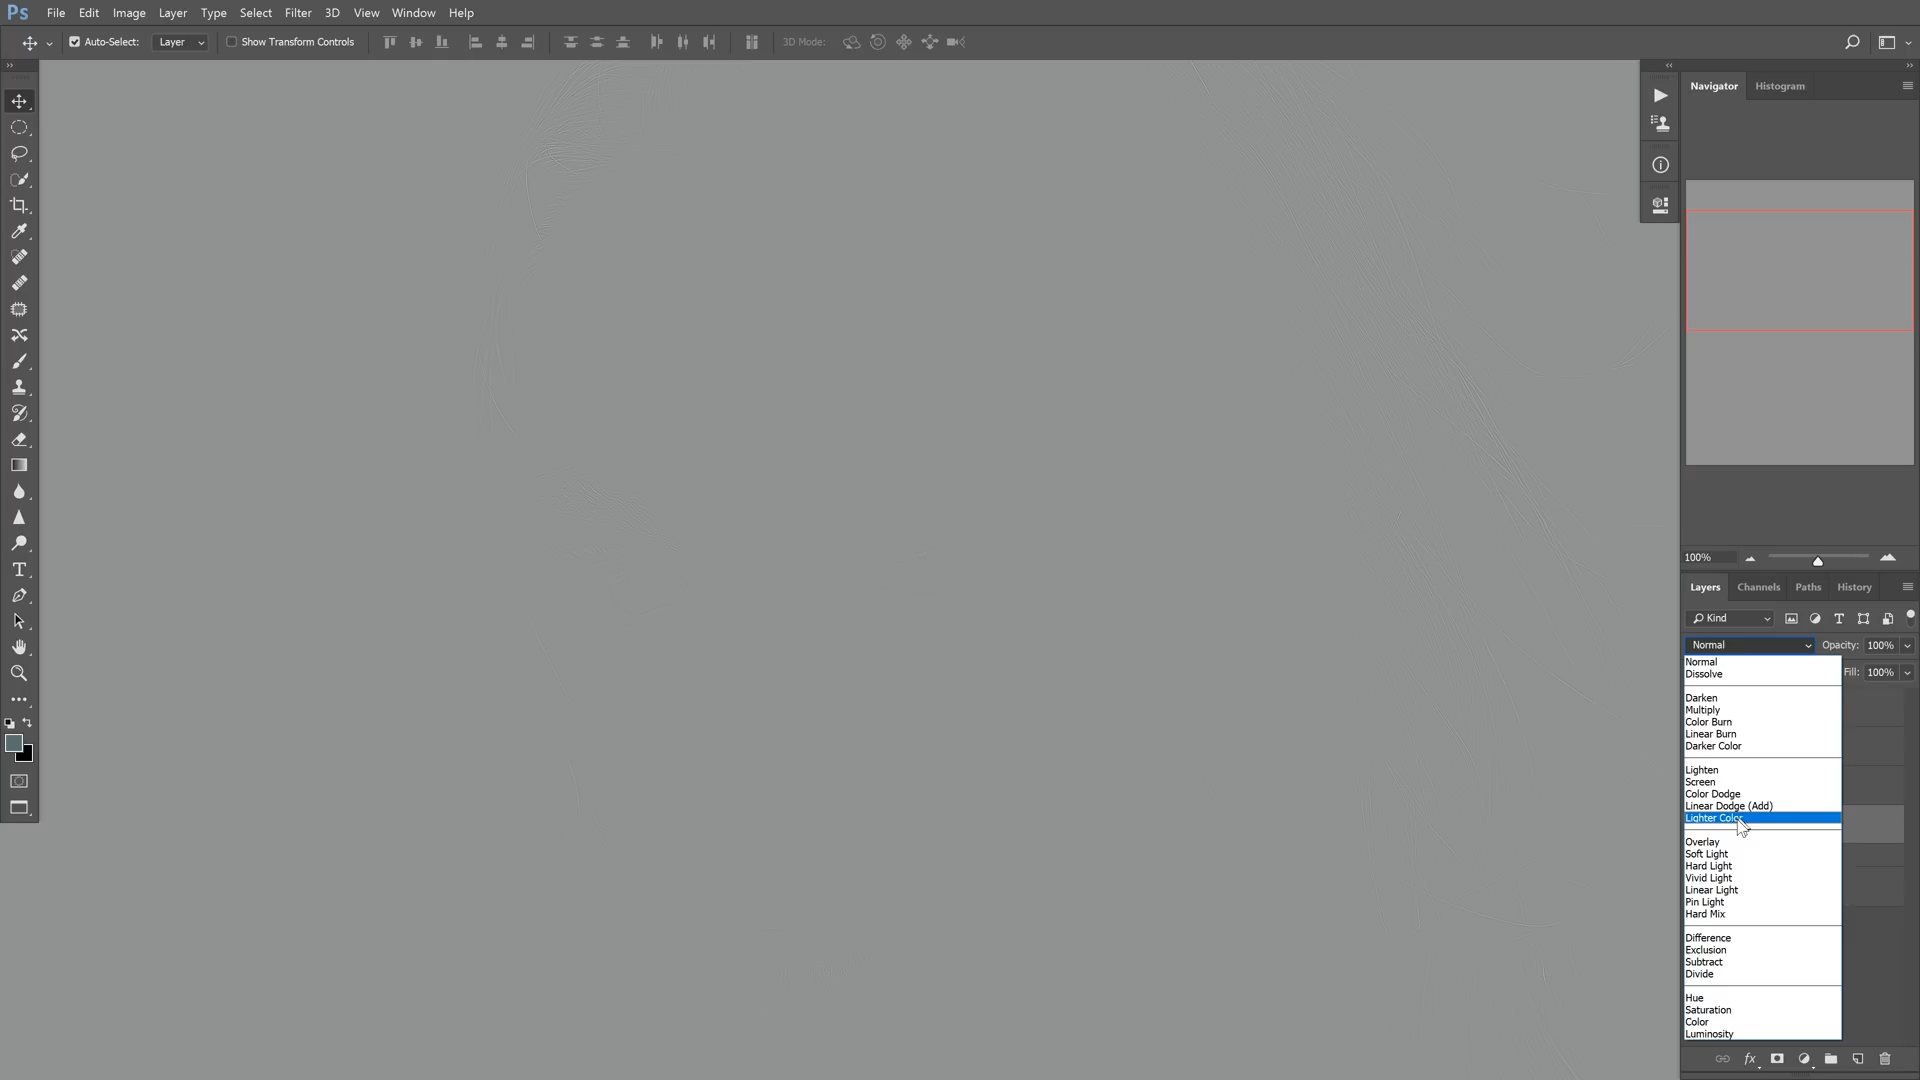 Ps File Edit Image Layer Type Select Filter 3D View Window Help
Auto-Select: Layer Show Transform Controls 3D Mode:
Navigator Histogram
100%
Layers Channels Paths History
Kind T
Normal Opacity: 100%
Fill: 100%
Normal
Dissolve
Darken
Multiply
Color Burn
Linear Burn
Darker Color
Lighten
Screen
Color Dodge
Linear Dodge (Add)
Lighter Color
Overlay
Soft Light
Hard Light
Vivid Light
Linear Light
Pin Light
Hard Mix
Difference
Exclusion
Subtract
Divide
Hue
Saturation
Color
Luminosity
fx